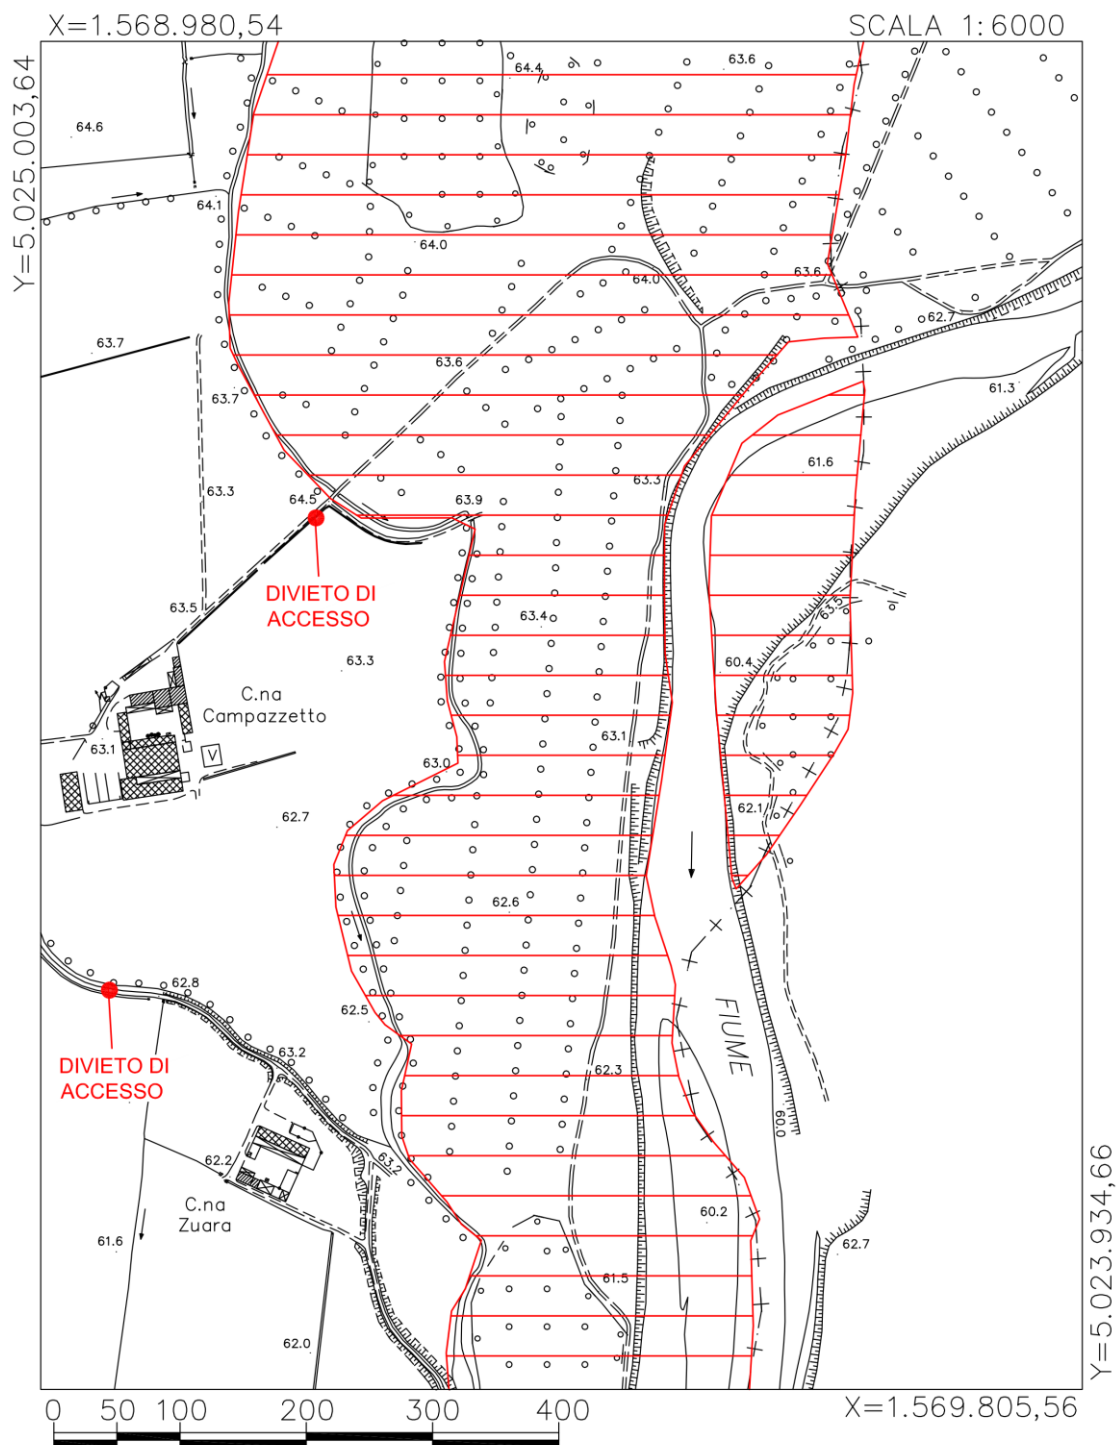 X=1.568.980,54
SCALA 1:6000
Y=5.025.003,64
64.4
63.6
64.6
64.1
64.0
64.0
63.6
62.7
63.7
63.6
61.3
63.7
61.6
63.3
63.3
64.5
63.9
DIVIETO DI
ACCESSO
63.5
63.4
63.5
63.3
60.4
C.na
Campazzetto
63.1
V
63.0
63.1
62.7
62.1
62.6
62.8
62.5
FIUME
DIVIETO DI
ACCESSO
63.2
62.3
60.0
62.2
63.2
C.na
Zuara
61.6
60.2
62.7
61.5
62.0
Y=5.023.934,66
X=1.569.805,56
0 50 100 200 300 400